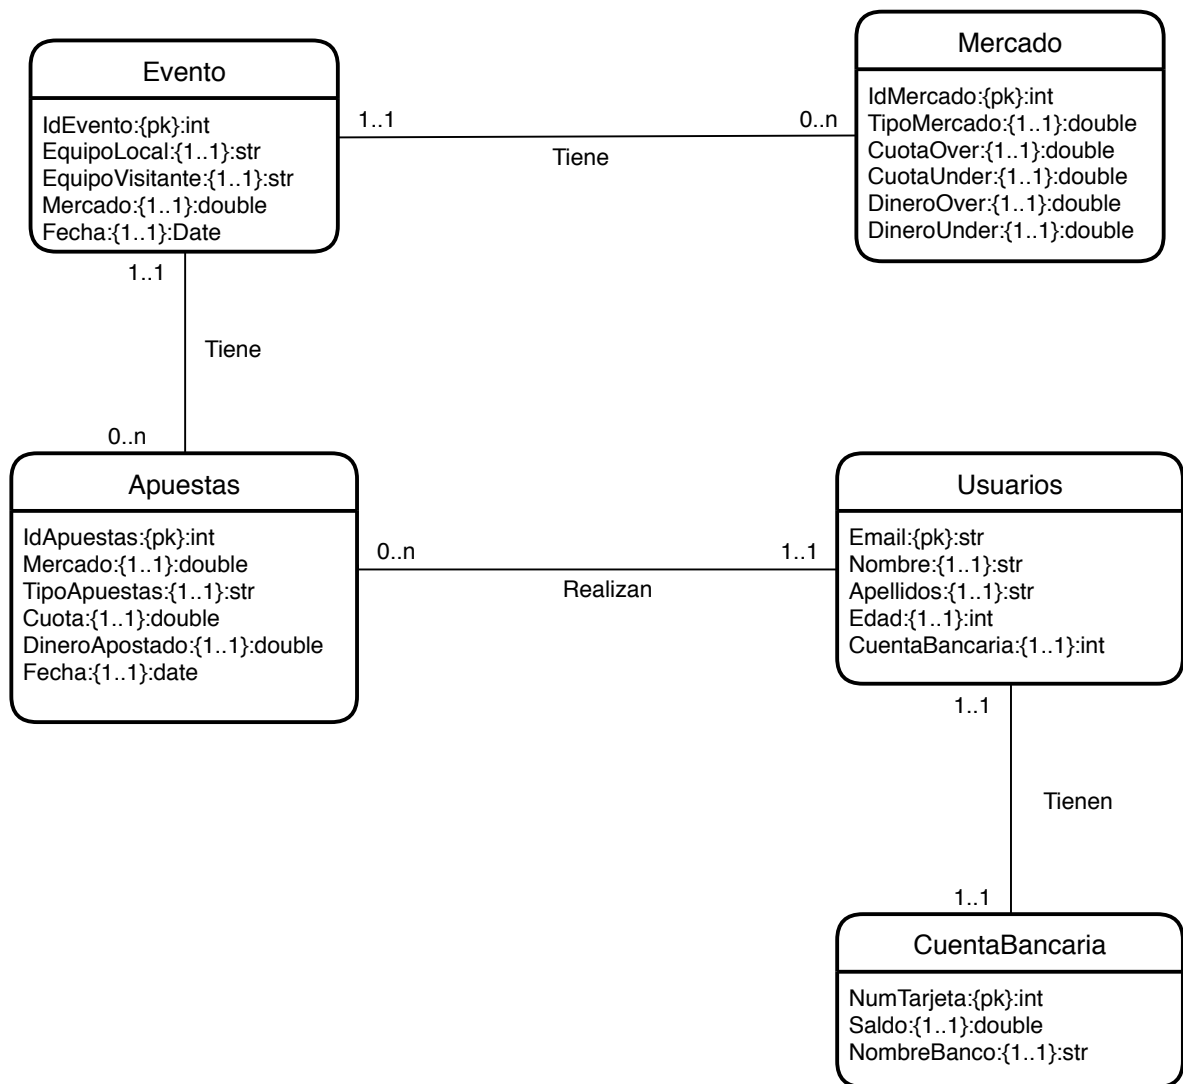 Evento
IdEvento:{pk}:int
EquipoLocal:{1..1}:str
EquipoVisitante:{1..1}:str
Mercado:{1..1}:double
Fecha:{1..1}:Date
1..1
Tiene
0..n
Mercado
IdMercado:{pk}:int
TipoMercado:{1..1}:double
CuotaOver:{1..1}:double
CuotaUnder:{1..1}:double
DineroOver:{1..1}:double
DineroUnder:{1..1}:double
1..1
Tiene
0..n
Apuestas
IdApuestas:{pk}:int
Mercado:{1..1}:double
TipoApuestas:{1..1}:str
Cuota:{1..1}:double
DineroApostado:{1..1}:double
Fecha:{1..1}:date
0..n
Realizan
1..1
Usuarios
Email:{pk}:str
Nombre:{1..1}:str
Apellidos:{1..1}:str
Edad:{1..1}:int
CuentaBancaria:{1..1}:int
1..1
Tienen
1..1
CuentaBancaria
NumTarjeta:{pk}:int
Saldo:{1..1}:double
NombreBanco:{1..1}:str